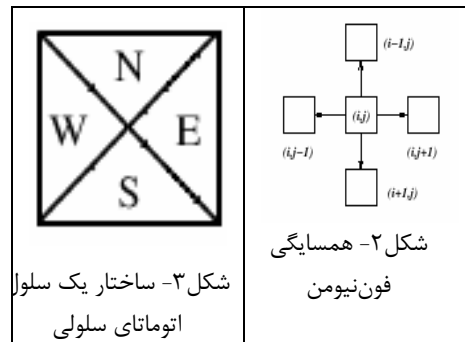 (i-1,j)
(i,j-1)
(i,j)
(i,j+1)
(i+1,j)
شکل۲- همسایگی
فون‌نیومن
N
W
E
S
شکل۳- ساختار یک سلول
اتوماتای سلولی